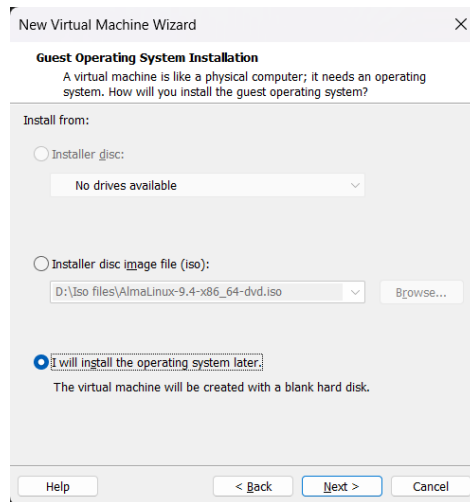 New Virtual Machine Wizard
Guest Operating System Installation
A virtual machine is like a physical computer; it needs an operating
system. How will you install the guest operating system?
Install from:
Installer disc:
No drives available
Installer disc image file (iso):
D:\Iso files\AlmaLinux-9.4-x86_64-dvd.iso
Browse...
I will install the operating system later.
The virtual machine will be created with a blank hard disk.
Help
< Back
Next >
Cancel